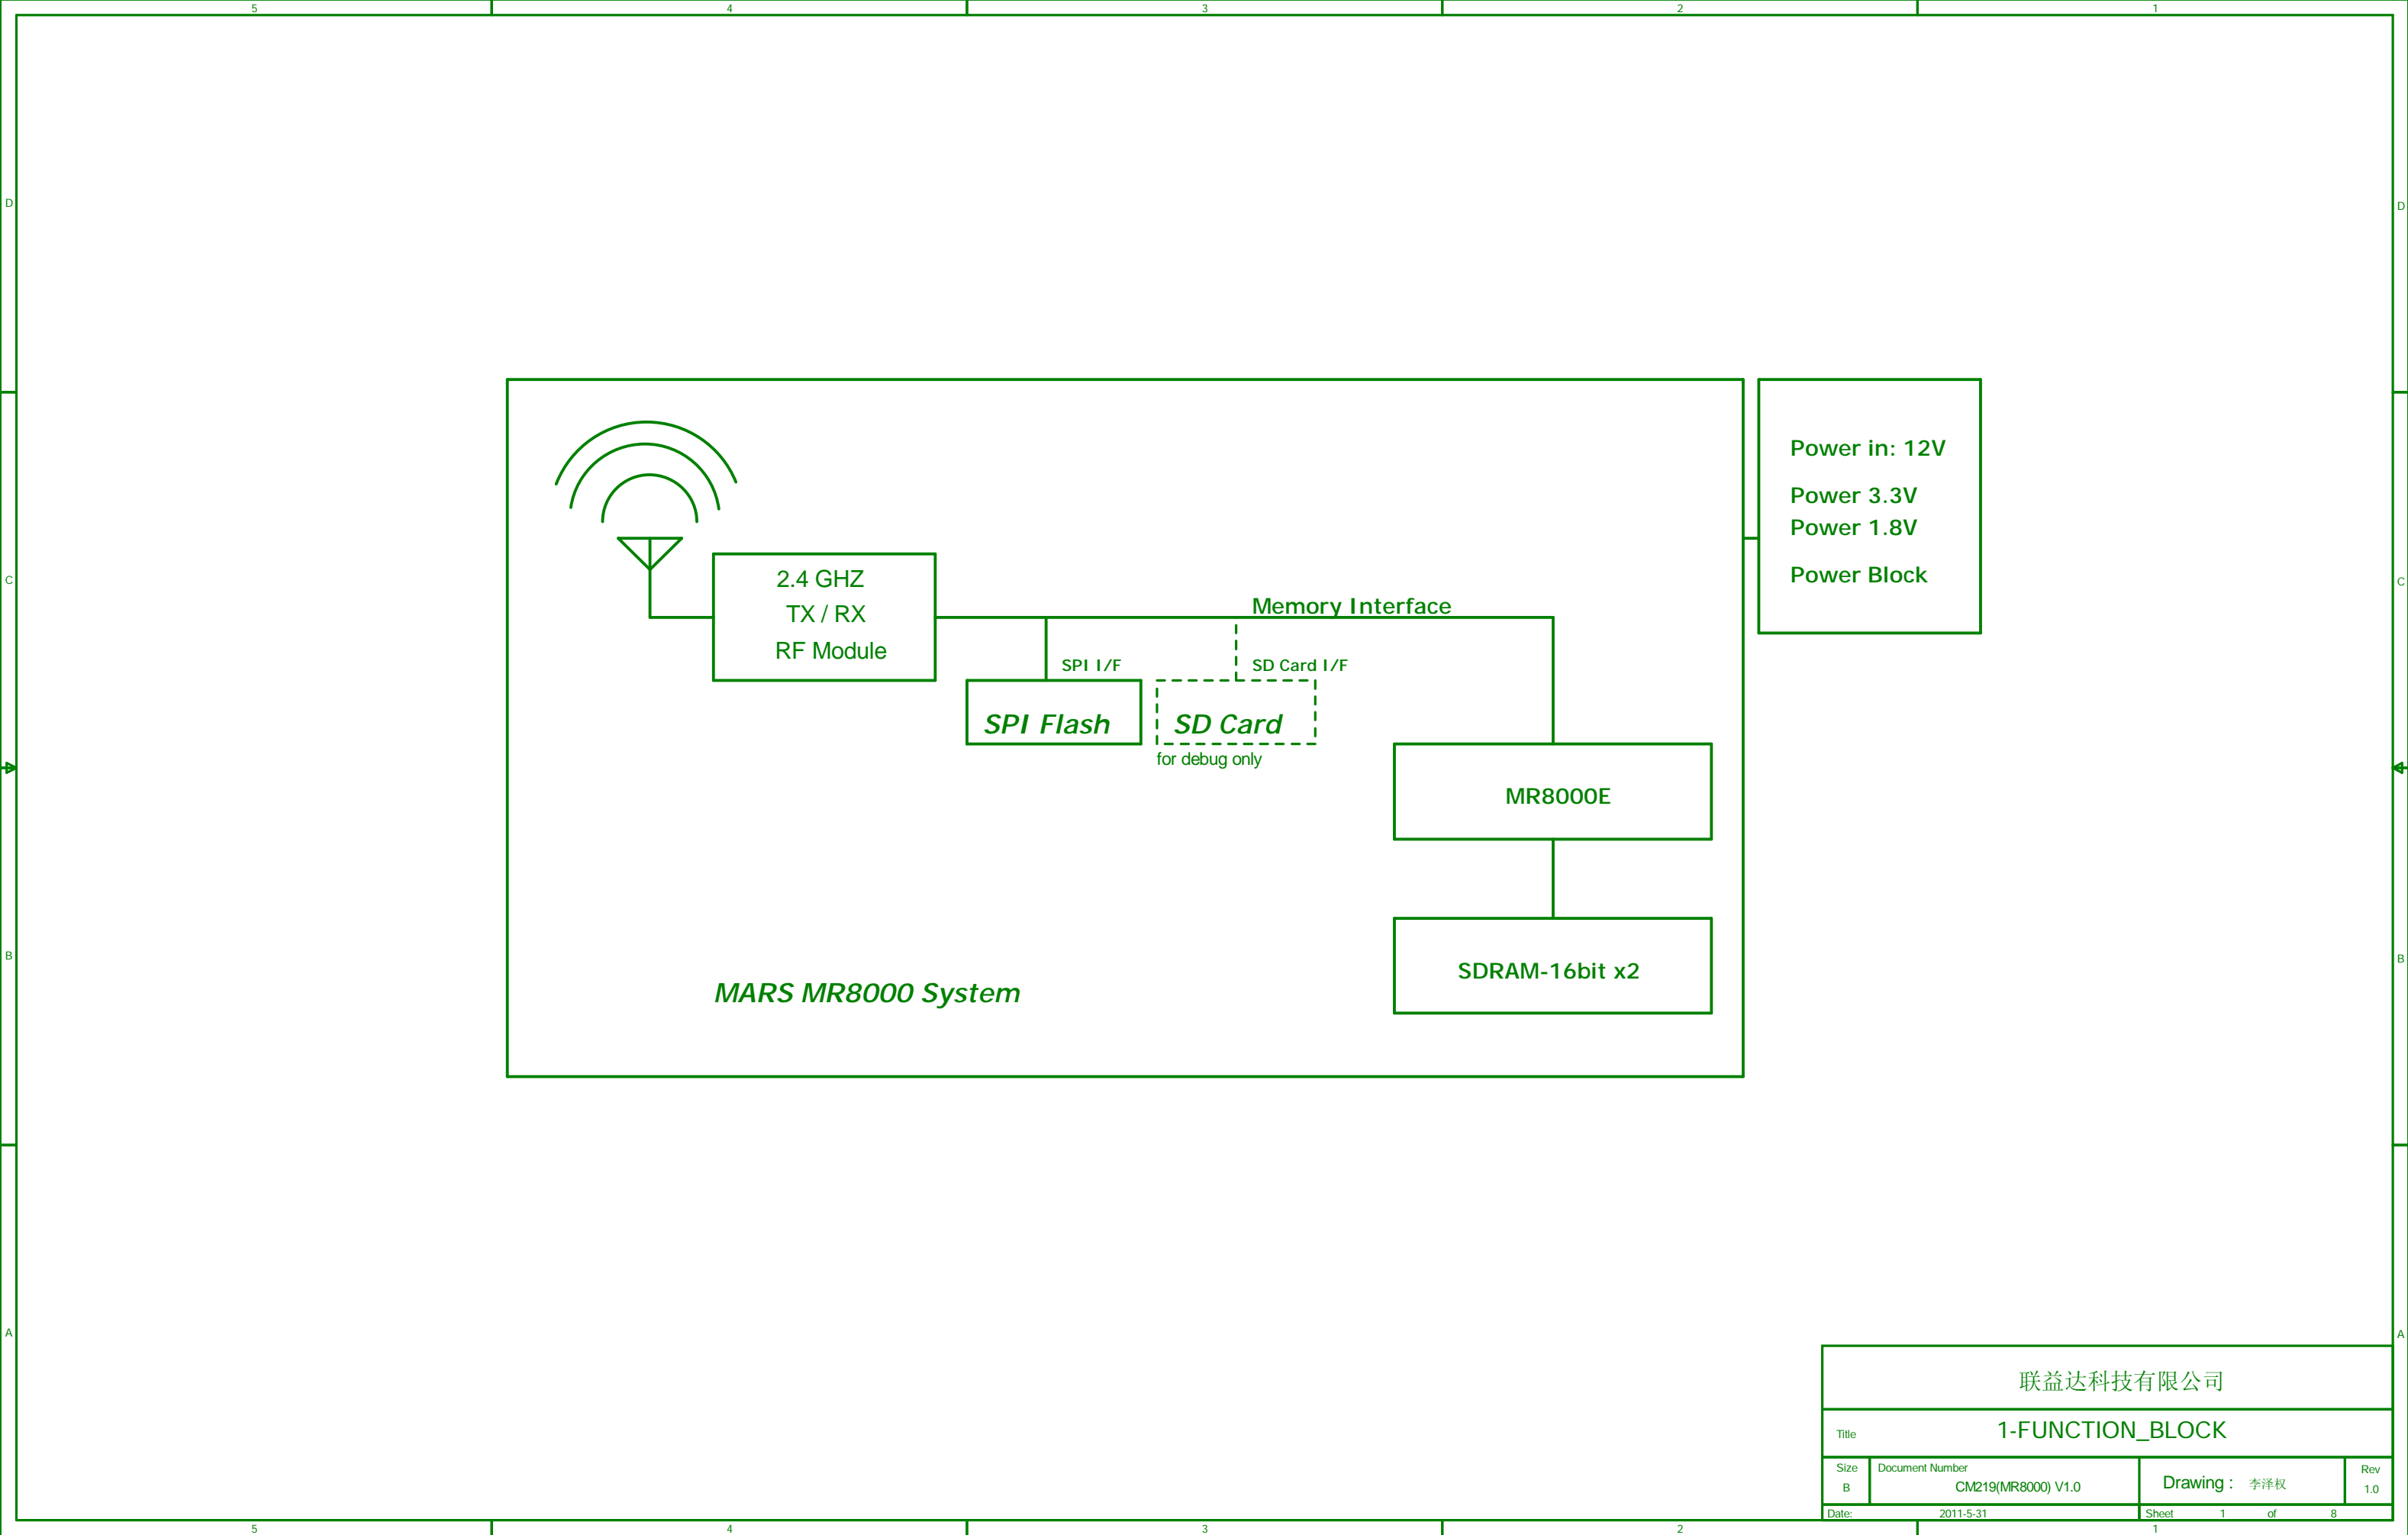 5 4 3 2 1
D D
Power in: 12V
Power 3.3V
Power 1.8V
Power Block
C C
2.4 GHZ
TX / RX
RF Module
Memory Interface
SPI I/F
SD Card I/F
SPI Flash
SD Card
for debug only
MR8000E
SDRAM-16bit x2
B B
MARS MR8000 System
A A
联益达科技有限公司
Title
1-FUNCTION_BLOCK
Size
B
Document Number
CM219(MR8000) V1.0
Drawing : 李泽权
Rev
1.0
Date: 2011-5-31
Sheet 1 of 8
5 4 3 2 1